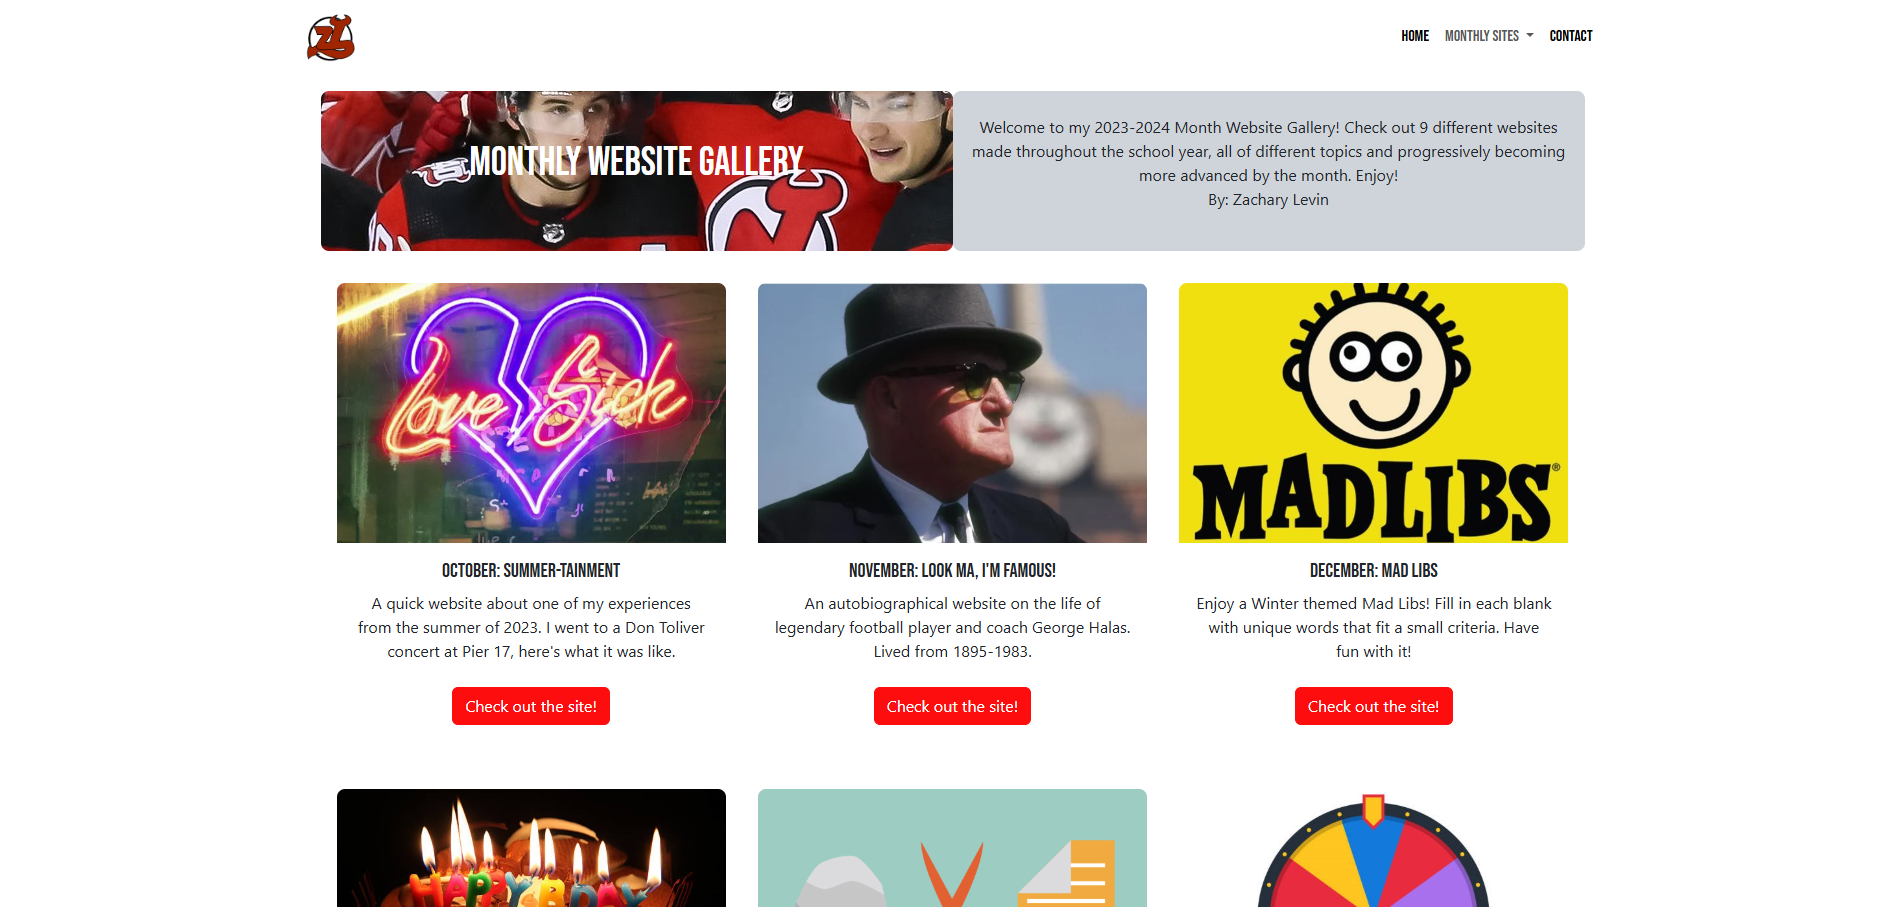 HOME MONTHLY SITES CONTACT
MONTHLY WEBSITE GALLERY
Welcome to my 2023-2024 Month Website Gallery! Check out 9 different websites
made throughout the school year, all of different topics and progressively becoming
more advanced by the month. Enjoy!
By: Zachary Levin
Love Sick
MADLIBS®
OCTOBER: SUMMER-TAINMENT
A quick website about one of my experiences
from the summer of 2023. I went to a Don Toliver
concert at Pier 17, here's what it was like.
Check out the site!
NOVEMBER: LOOK MA, I'M FAMOUS!
An autobiographical website on the life of
legendary football player and coach George Halas.
Lived from 1895-1983.
Check out the site!
DECEMBER: MAD LIBS
Enjoy a Winter themed Mad Libs! Fill in each blank
with unique words that fit a small criteria. Have
fun with it!
Check out the site!
HAPPY B-DAY